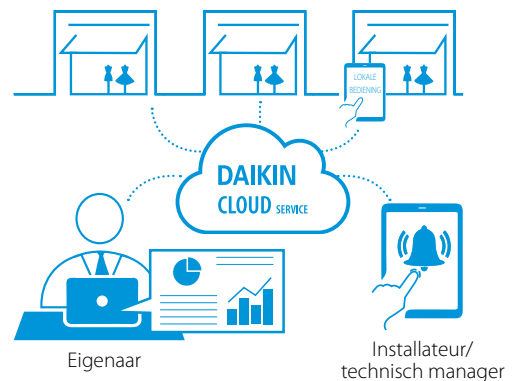 LOKALE
BEDIENING
DAIKIN
CLOUD SERVICE
Eigenaar
Installateur/
technisch manager